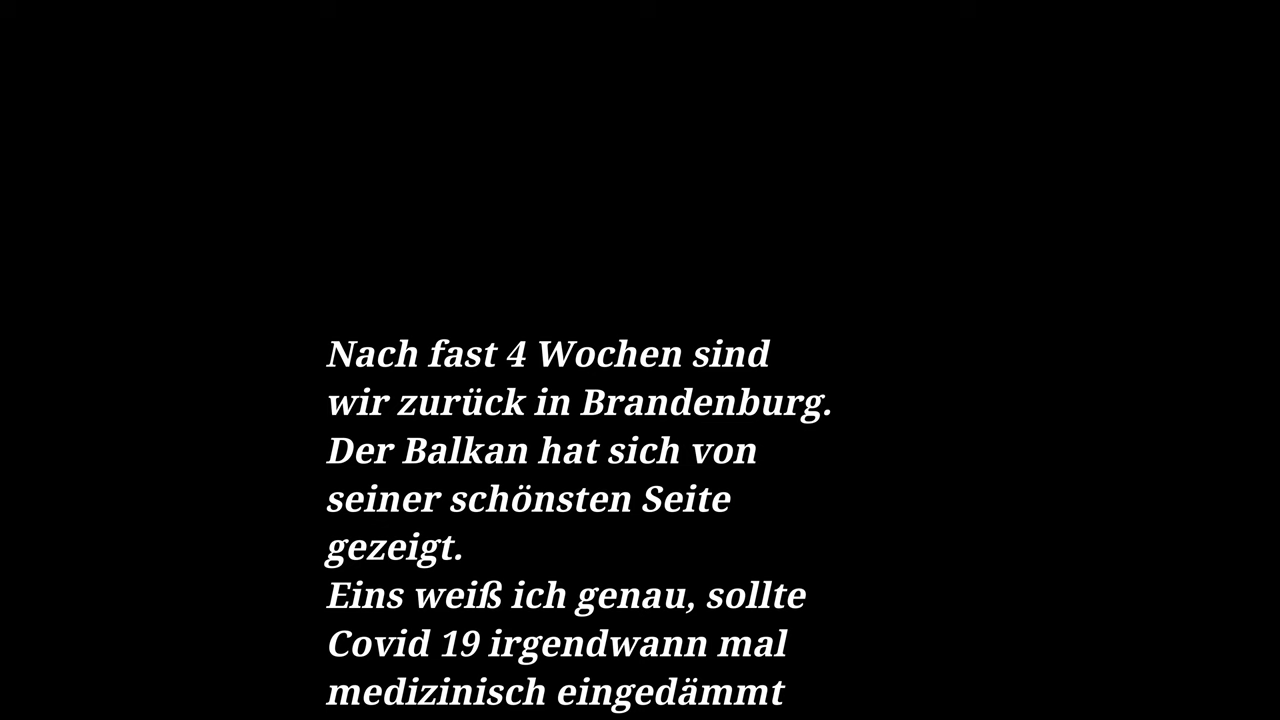 Nach fast 4 Wochen sind
wir zurück in Brandenburg.
Der Balkan hat sich von
seiner schönsten Seite
gezeigt.
Eins weiß ich genau, sollte
Covid 19 irgendwann mal
medizinisch eingedämmt